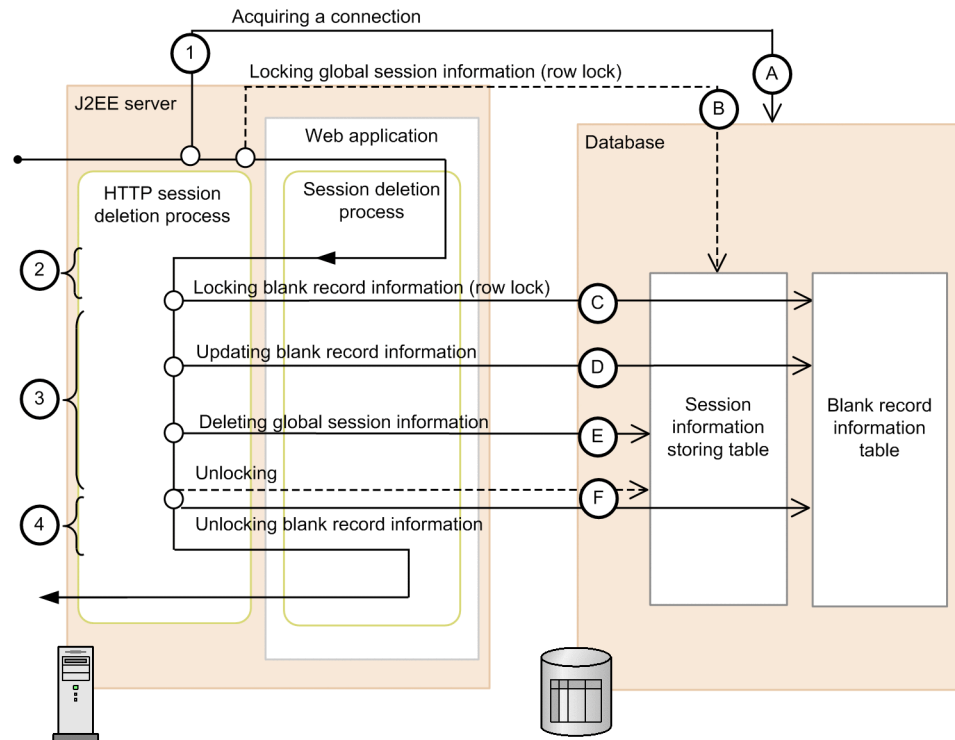 Acquiring a connection
1
A
Locking global session information (row lock)
B
J2EE server
Web application
Database
HTTP session
deletion process
Session deletion
process
2
Locking blank record information (row lock)
C
Updating blank record information
D
3
Deleting global session information
E
Session
information
storing table
Blank record
information
table
Unlocking
F
4
Unlocking blank record information